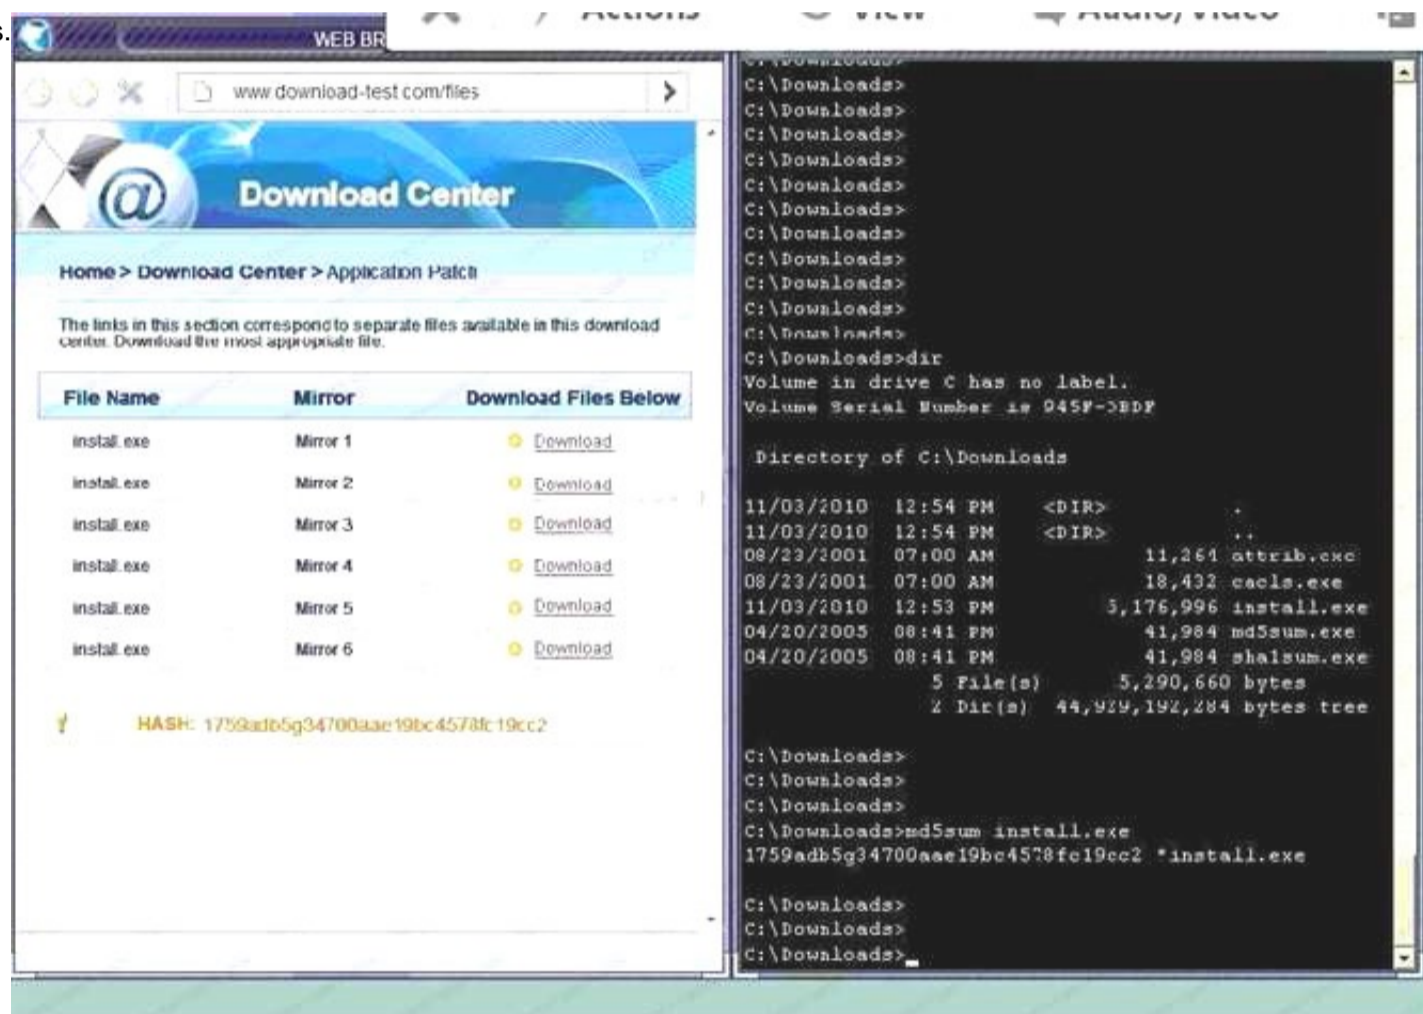 s.
Actions
View
Audio/Video
WEB BR
www.download-test.com/files
@
Download Center
Home > Download Center > Application Patch
The links in this section correspond to separate files available in this download
center. Download the most appropriate file.
File Name Mirror Download Files Below
install.exe Mirror 1 Download
install.exe Mirror 2 Download
install.exe Mirror 3 Download
install.exe Mirror 4 Download
install.exe Mirror 5 Download
install.exe Mirror 6 Download
HASH: 1759adb5g34700aae19bc4578fc19cc2
C:\Downloads>
C:\Downloads>
C:\Downloads>
C:\Downloads>
C:\Downloads>
C:\Downloads>
C:\Downloads>
C:\Downloads>
C:\Downloads>
C:\Downloads>
C:\Downloads>
C:\Downloads>
C:\Downloads>dir
Volume in drive C has no label.
Volume Serial Number is
Directory of C:\Downloads
11/03/2010 12:54 PM <DIR> .
11/03/2010 12:54 PM <DIR> ..
08/23/2001 07:00 AM 11,264 attrib.exe
08/23/2001 07:00 AM 18,432 cacls.exe
11/03/2010 12:53 PM 5,176,996 install.exe
04/20/2005 08:41 PM 41,984 md5sum.exe
04/20/2005 08:41 PM 41,984 sha1sum.exe
5 File(s) 5,290,660 bytes
2 Dir(s) 44,929,192,284 bytes free
C:\Downloads>
C:\Downloads>
C:\Downloads>
C:\Downloads>md5sum install.exe
1759adb5g34700aae19bc4578fc19cc2 *install.exe
C:\Downloads>
C:\Downloads>
C:\Downloads>_